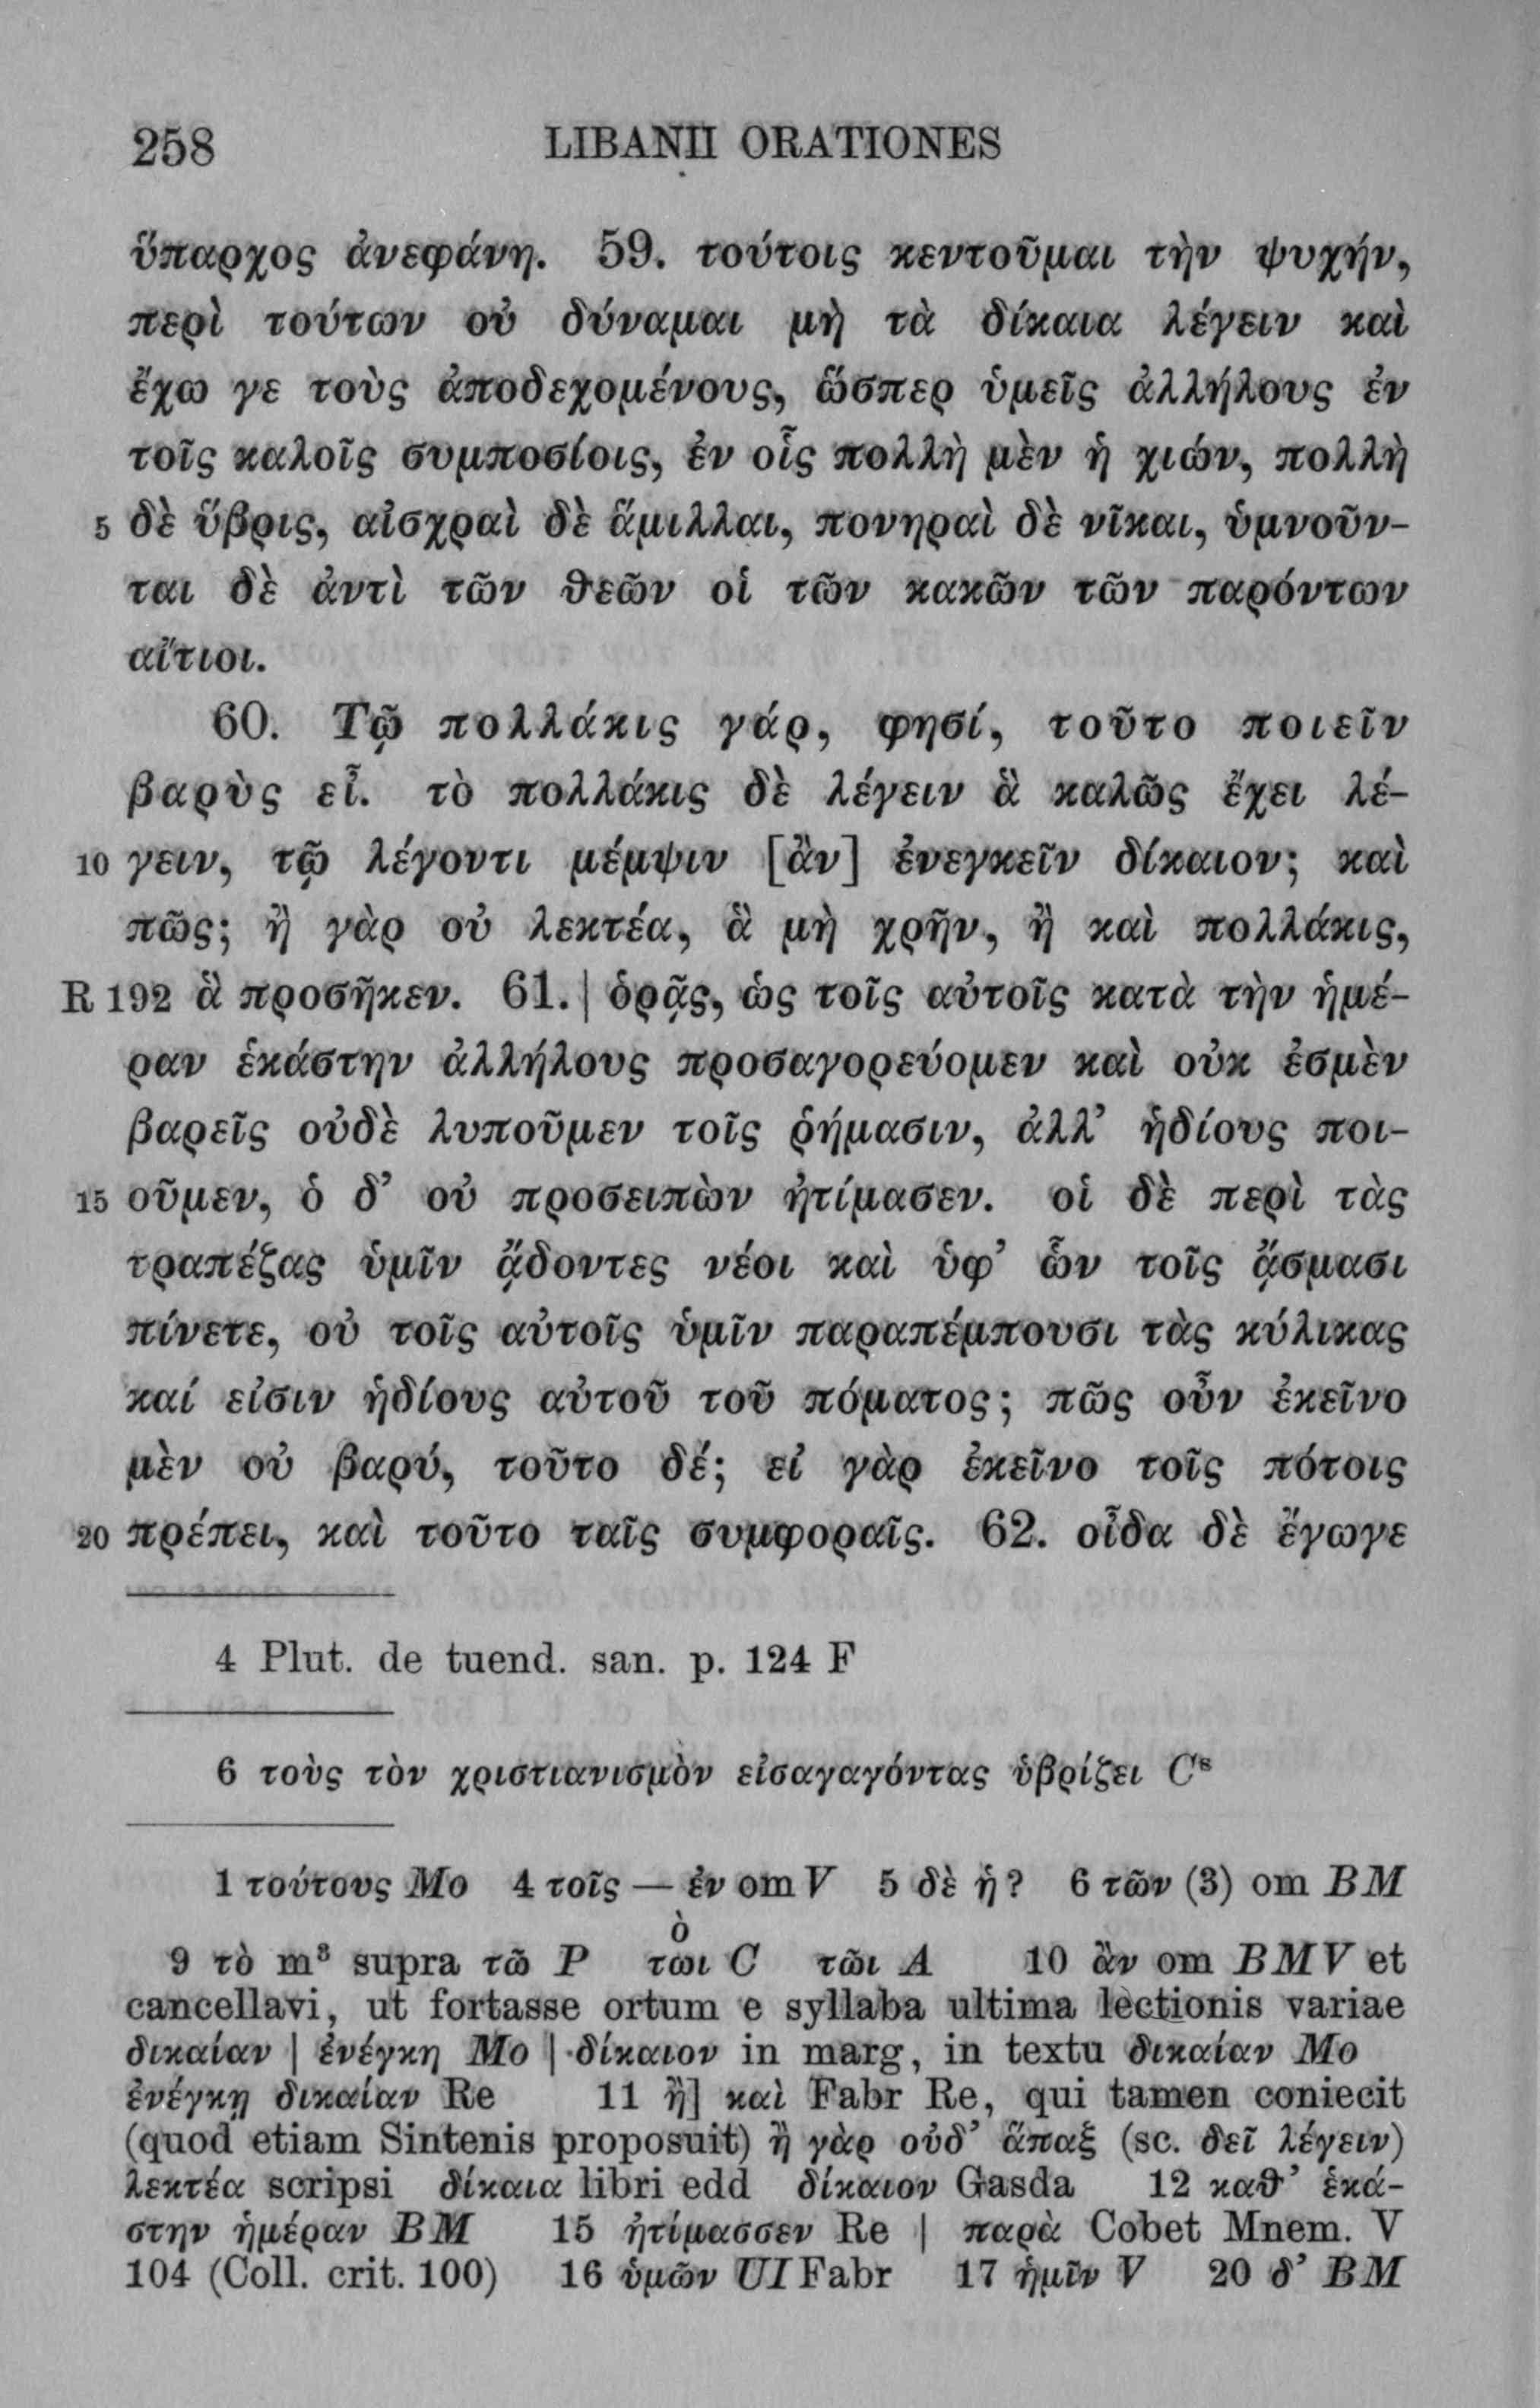 258 LIBANII ORATIONES
ὕπαρχος ἀνεφάνη. 59. τούτοις κεντοῦμαι τὴν ψυχήν,
περὶ τούτων οὐ δύναμαι μὴ τὰ δίκαια λέγειν καὶ
ἔχω γε τοὺς ἀποδεχομένους, ὥσπερ ὑμεῖς ἀλλήλους ἐν
τοῖς καλοῖς συμποσίοις, ἐν οἷς πολλὴ μὲν ἡ χιών, πολλὴ
5 δὲ ὕβρις, αἰσχραὶ δὲ ἅμιλλαι, πονηραὶ δὲ νῖκαι, ὑμνοῦν-
ται δὲ ἀντὶ τῶν θεῶν οἱ τῶν κακῶν τῶν παρόντων
αἴτιοι.
60. Τῷ πολλάκις γάρ, φησί, τοῦτο ποιεῖν
βαρὺς εἶ. τὸ πολλάκις δὲ λέγειν ἃ καλῶς ἔχει λέ-
10 γειν, τῷ λέγοντι μέμψιν [ἂν] ἐνεγκεῖν δίκαιον; καὶ
πῶς; ἢ γὰρ οὐ λεκτέα, ἃ μὴ χρῆν, ἢ καὶ πολλάκις,
R 192 ἃ προσῆκεν. 61. | ὁρᾷς, ὡς τοῖς αὐτοῖς κατὰ τὴν ἡμέ-
ραν ἑκάστην ἀλλήλους προσαγορεύομεν καὶ οὐκ ἐσμὲν
βαρεῖς οὐδὲ λυποῦμεν τοῖς ῥήμασιν, ἀλλ’ ἡδίους ποι-
15 οῦμεν, ὁ δ’ οὐ προσειπὼν ἠτίμασεν. οἱ δὲ περὶ τὰς
τραπέζας ὑμῖν ᾄδοντες νέοι καὶ ὑφ’ ὧν τοῖς ᾄσμασι
πίνετε, οὐ τοῖς αὐτοῖς ὑμῖν παραπέμπουσι τὰς κύλικας
καί εἰσιν ἡδίους αὐτοῦ τοῦ πόματος; πῶς οὖν ἐκεῖνο
μὲν οὐ βαρύ, τοῦτο δέ; εἰ γὰρ ἐκεῖνο τοῖς πότοις
20 πρέπει, καὶ τοῦτο ταῖς συμφοραῖς. 62. οἶδα δὲ ἔγωγε
4 Plut. de tuend. san. p. 124 F
6 τοὺς τὸν χριστιανισμὸν εἰσαγαγόντας ὑβρίζει Cˢ
1 τούτους Mo 4 τοῖς — ἐν om V 5 δὲ ἡ? 6 τῶν (3) om BM
ὸ
9 τὸ m³ supra τῶ P τωι C τῶι A 10 ἂν om BMV et
cancellavi, ut fortasse ortum e syllaba ultima lectionis variae
δικαίαν | ἐνέγκη Mo | δίκαιον in marg, in textu δικαίαν Mo
ἐνέγκῃ δικαίαν Re 11 ἢ] καὶ Fabr Re, qui tamen coniecit
(quod etiam Sintenis proposuit) ἢ γὰρ οὐδ’ ἅπαξ (sc. δεῖ λέγειν)
λεκτέα scripsi δίκαια libri edd δίκαιον Gasda 12 καθ’ ἑκά-
στην ἡμέραν BM 15 ἠτίμασσεν Re | παρὰ Cobet Mnem. V
104 (Coll. crit. 100) 16 ὑμῶν UI Fabr 17 ἡμῖν V 20 δ’ BM